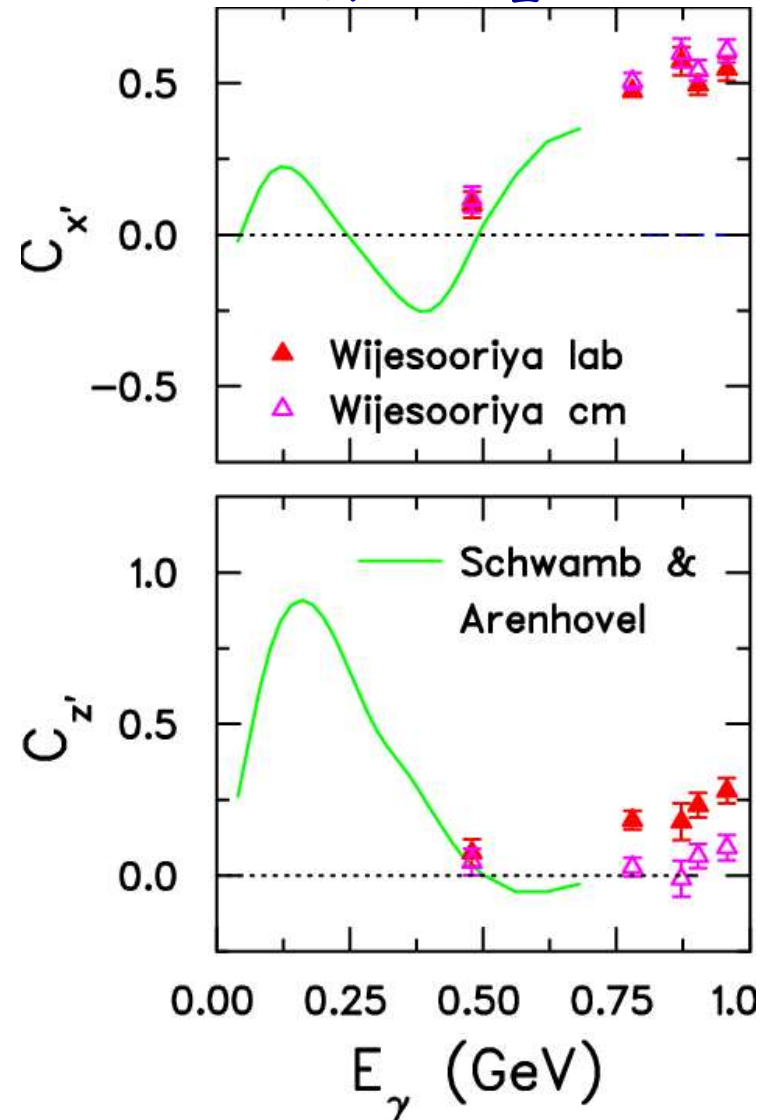 0.5
0.0
−0.5
C_x'
Wijesooriya lab
Wijesooriya cm
1.0
0.5
0.0
C_z'
Schwamb &
Arenhovel
0.00 0.25 0.50 0.75 1.0
E_γ (GeV)